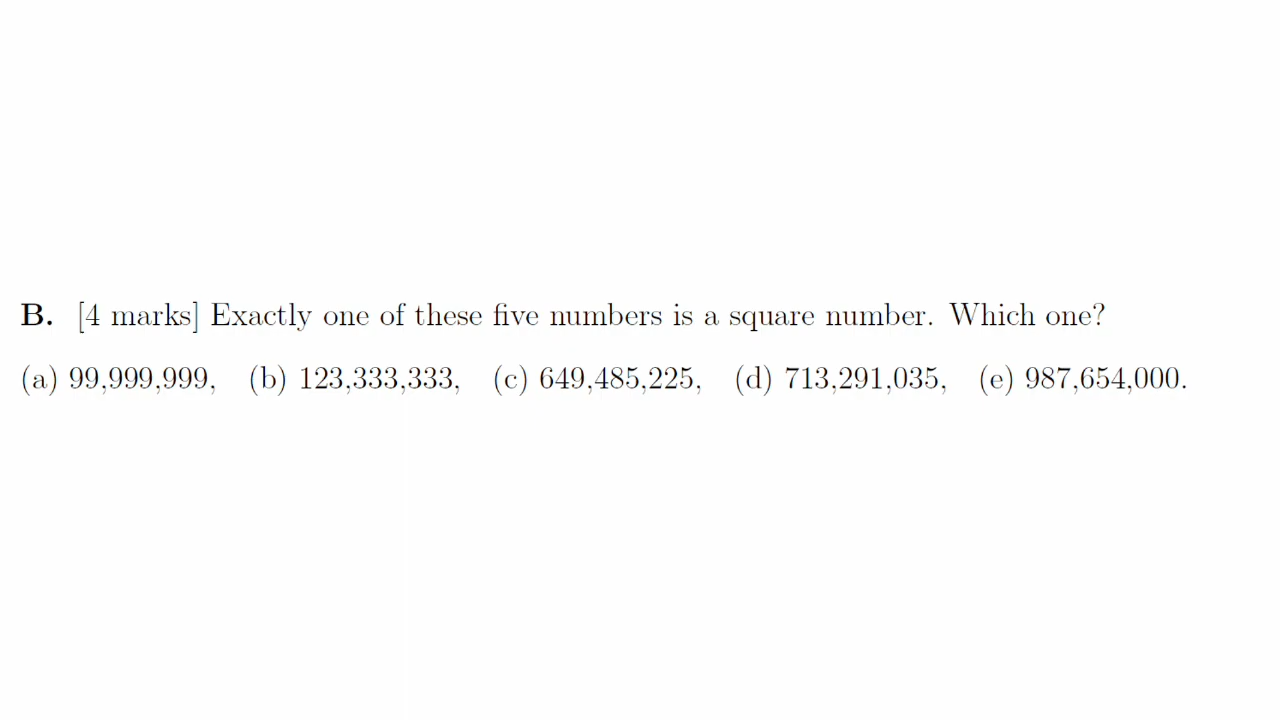 B. [4 marks] Exactly one of these five numbers is a square number. Which one?
(a) 99,999,999, (b) 123,333,333, (c) 649,485,225, (d) 713,291,035, (e) 987,654,000.